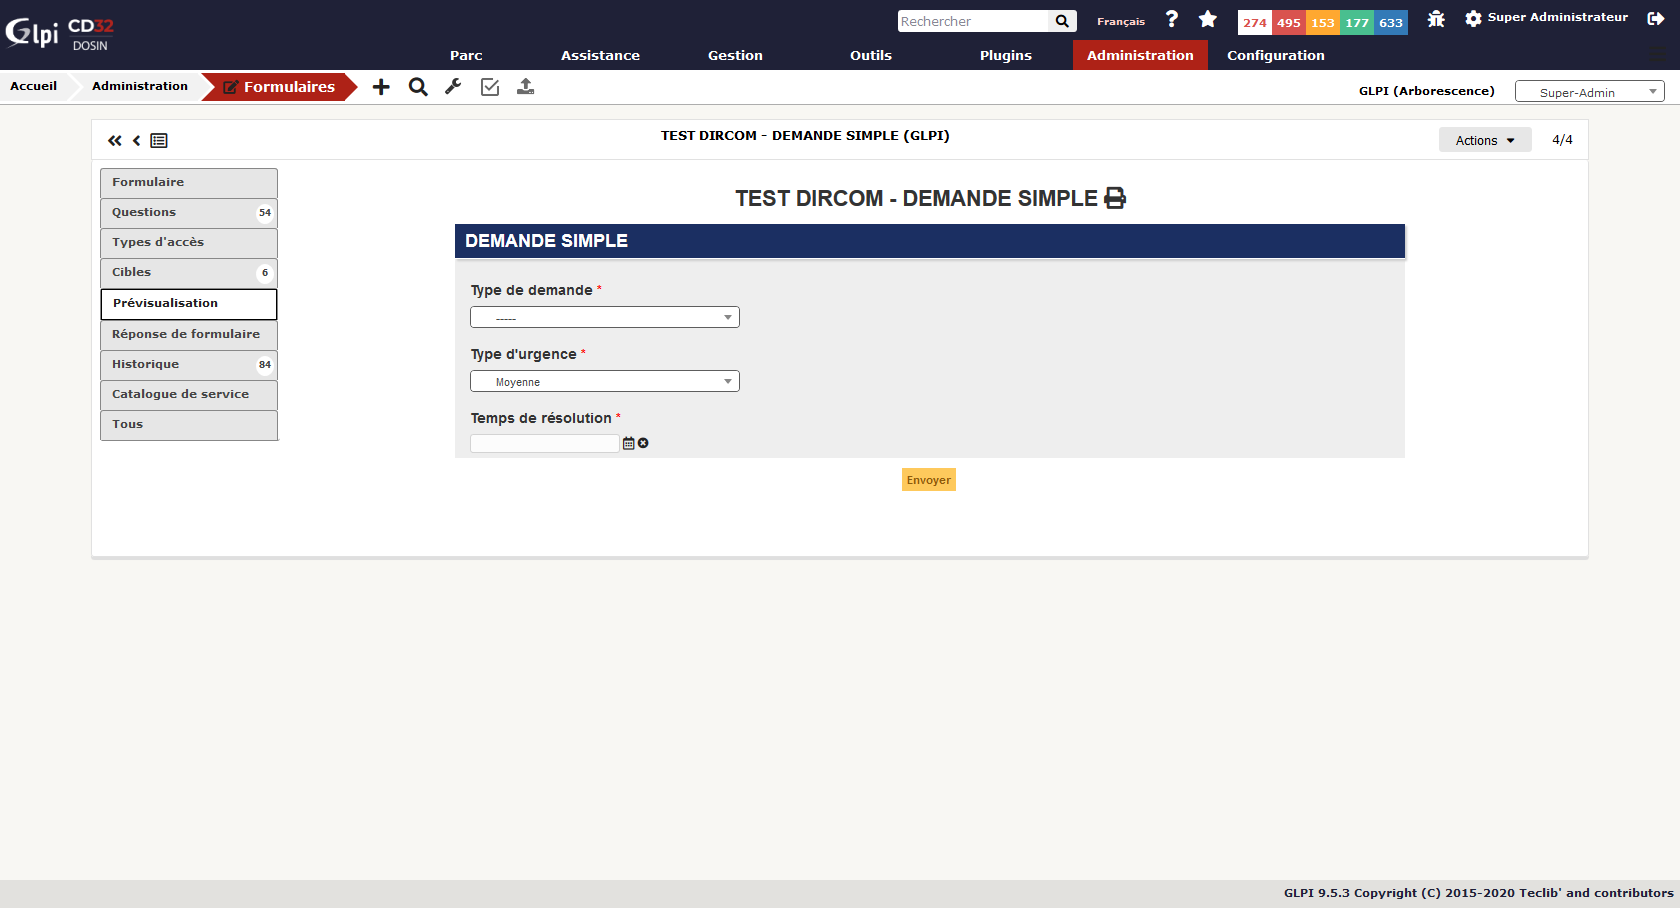 Glpi CD32
DOSIN
Rechercher
Français
?
274 495 153 177 633
Super Administrateur
Parc Assistance Gestion Outils Plugins Administration Configuration
Accueil Administration Formulaires
GLPI (Arborescence) Super-Admin
TEST DIRCOM - DEMANDE SIMPLE (GLPI)
Actions 4/4
Formulaire
Questions 54
Types d'accès
Cibles 6
Prévisualisation
Réponse de formulaire
Historique 84
Catalogue de service
Tous
TEST DIRCOM - DEMANDE SIMPLE
DEMANDE SIMPLE
Type de demande *
-----
Type d'urgence *
Moyenne
Temps de résolution *
Envoyer
GLPI 9.5.3 Copyright (C) 2015-2020 Teclib' and contributors